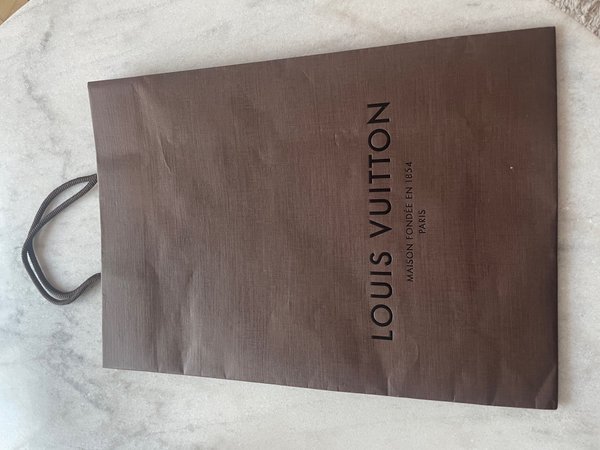 LOUIS VUITTON
MAISON FONDÉE EN 1854
PARIS